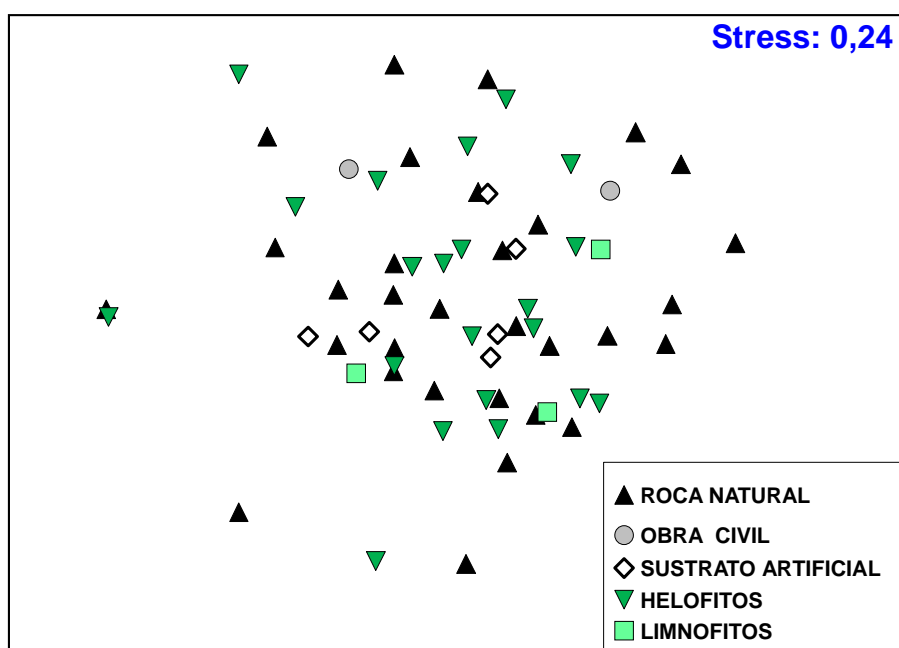 Stress: 0,24
ROCA NATURAL
OBRA CIVIL
SUSTRATO ARTIFICIAL
HELOFITOS
LIMNOFITOS